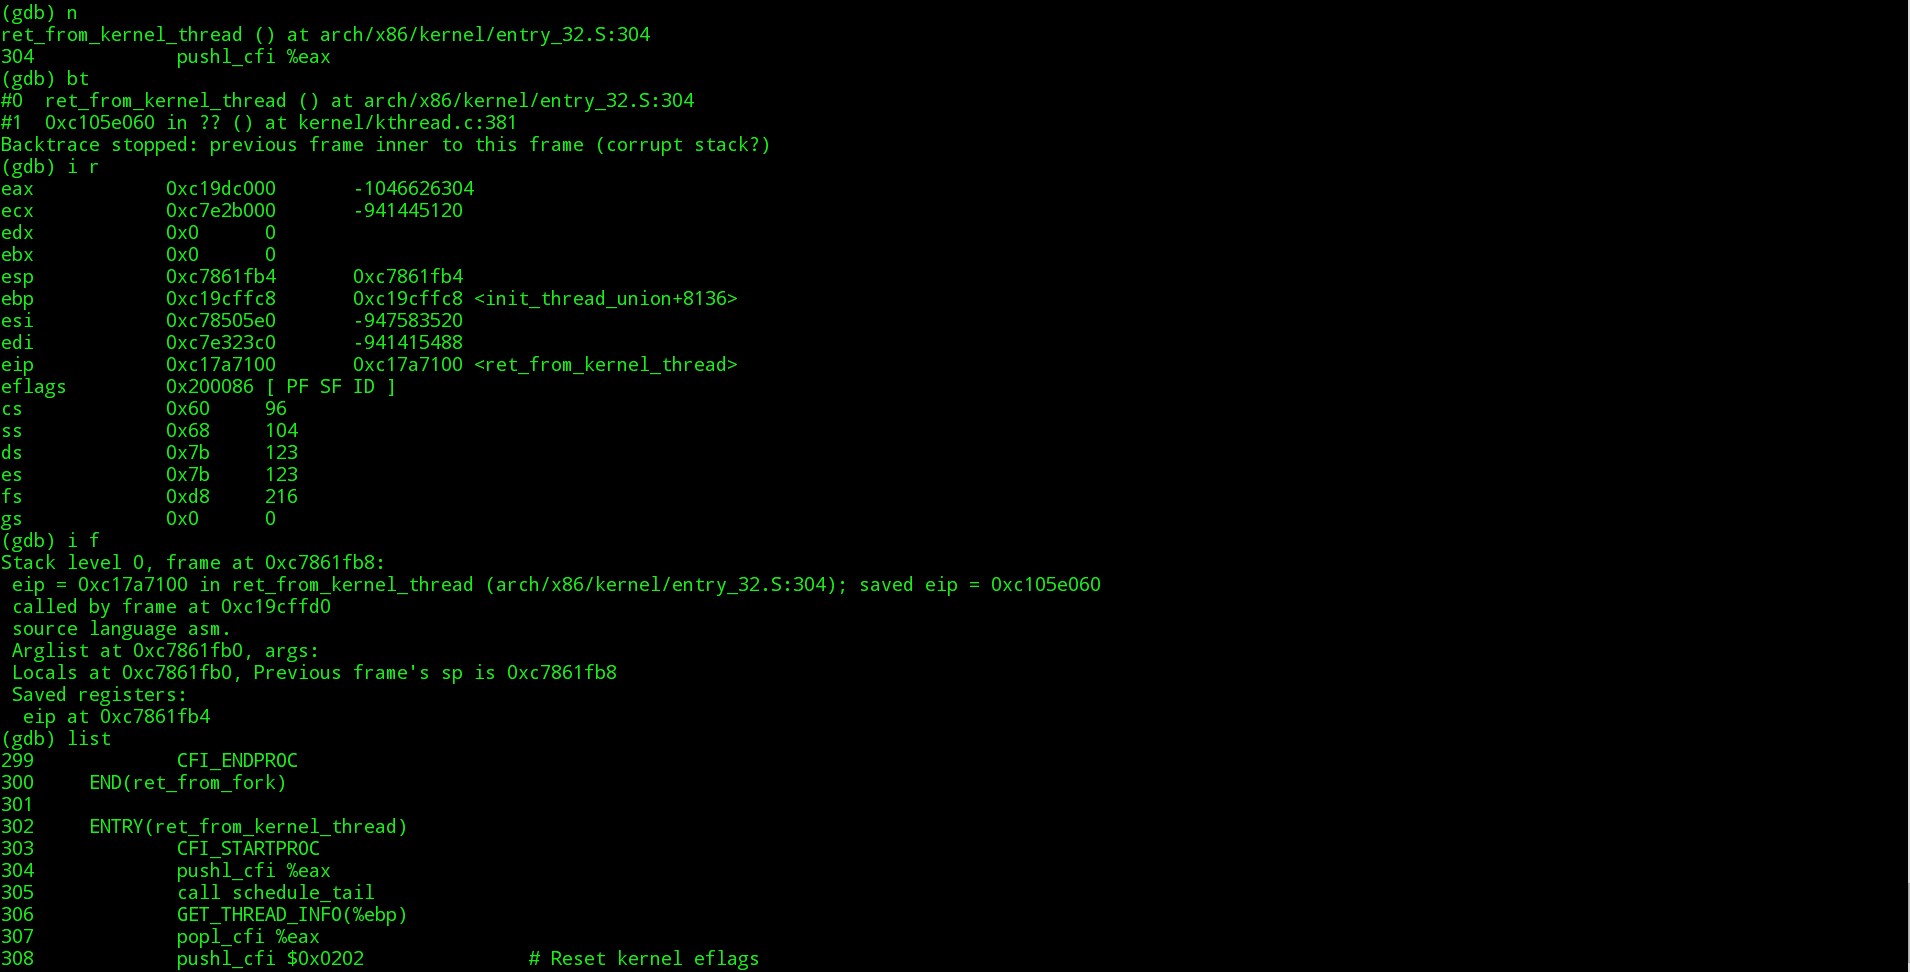 (gdb) n
ret_from_kernel_thread () at arch/x86/kernel/entry_32.S:304
304             pushl_cfi %eax
(gdb) bt
#0  ret_from_kernel_thread () at arch/x86/kernel/entry_32.S:304
#1  0xc105e060 in ?? () at kernel/kthread.c:381
Backtrace stopped: previous frame inner to this frame (corrupt stack?)
(gdb) i r
eax            0xc19dc000       -1046626304
ecx            0xc7e2b000       -941445120
edx            0x0      0
ebx            0x0      0
esp            0xc7861fb4       0xc7861fb4
ebp            0xc19cffc8       0xc19cffc8 <init_thread_union+8136>
esi            0xc78505e0       -947583520
edi            0xc7e323c0       -941415488
eip            0xc17a7100       0xc17a7100 <ret_from_kernel_thread>
eflags         0x200086 [ PF SF ID ]
cs             0x60     96
ss             0x68     104
ds             0x7b     123
es             0x7b     123
fs             0xd8     216
gs             0x0      0
(gdb) i f
Stack level 0, frame at 0xc7861fb8:
 eip = 0xc17a7100 in ret_from_kernel_thread (arch/x86/kernel/entry_32.S:304); saved eip = 0xc105e060
 called by frame at 0xc19cffd0
 source language asm.
 Arglist at 0xc7861fb0, args:
 Locals at 0xc7861fb0, Previous frame's sp is 0xc7861fb8
 Saved registers:
  eip at 0xc7861fb4
(gdb) list
299             CFI_ENDPROC
300     END(ret_from_fork)
301
302     ENTRY(ret_from_kernel_thread)
303             CFI_STARTPROC
304             pushl_cfi %eax
305             call schedule_tail
306             GET_THREAD_INFO(%ebp)
307             popl_cfi %eax
308             pushl_cfi $0x0202               # Reset kernel eflags